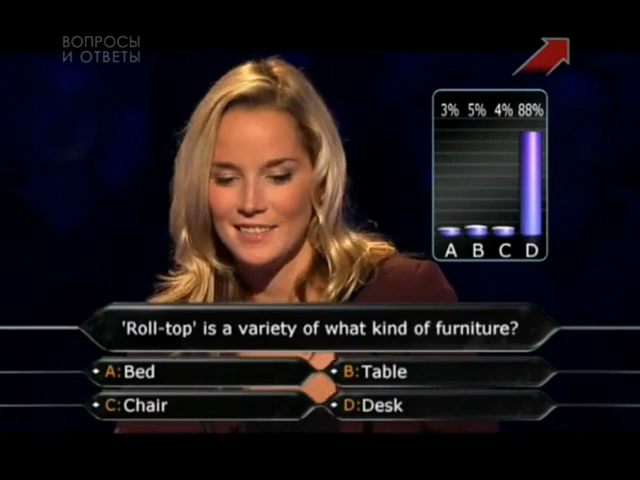 ВОПРОСЫ
И ОТВЕТЫ
3% 5% 4% 88%
A B C D
'Roll-top' is a variety of what kind of furniture?
A: Bed
B: Table
C: Chair
D: Desk